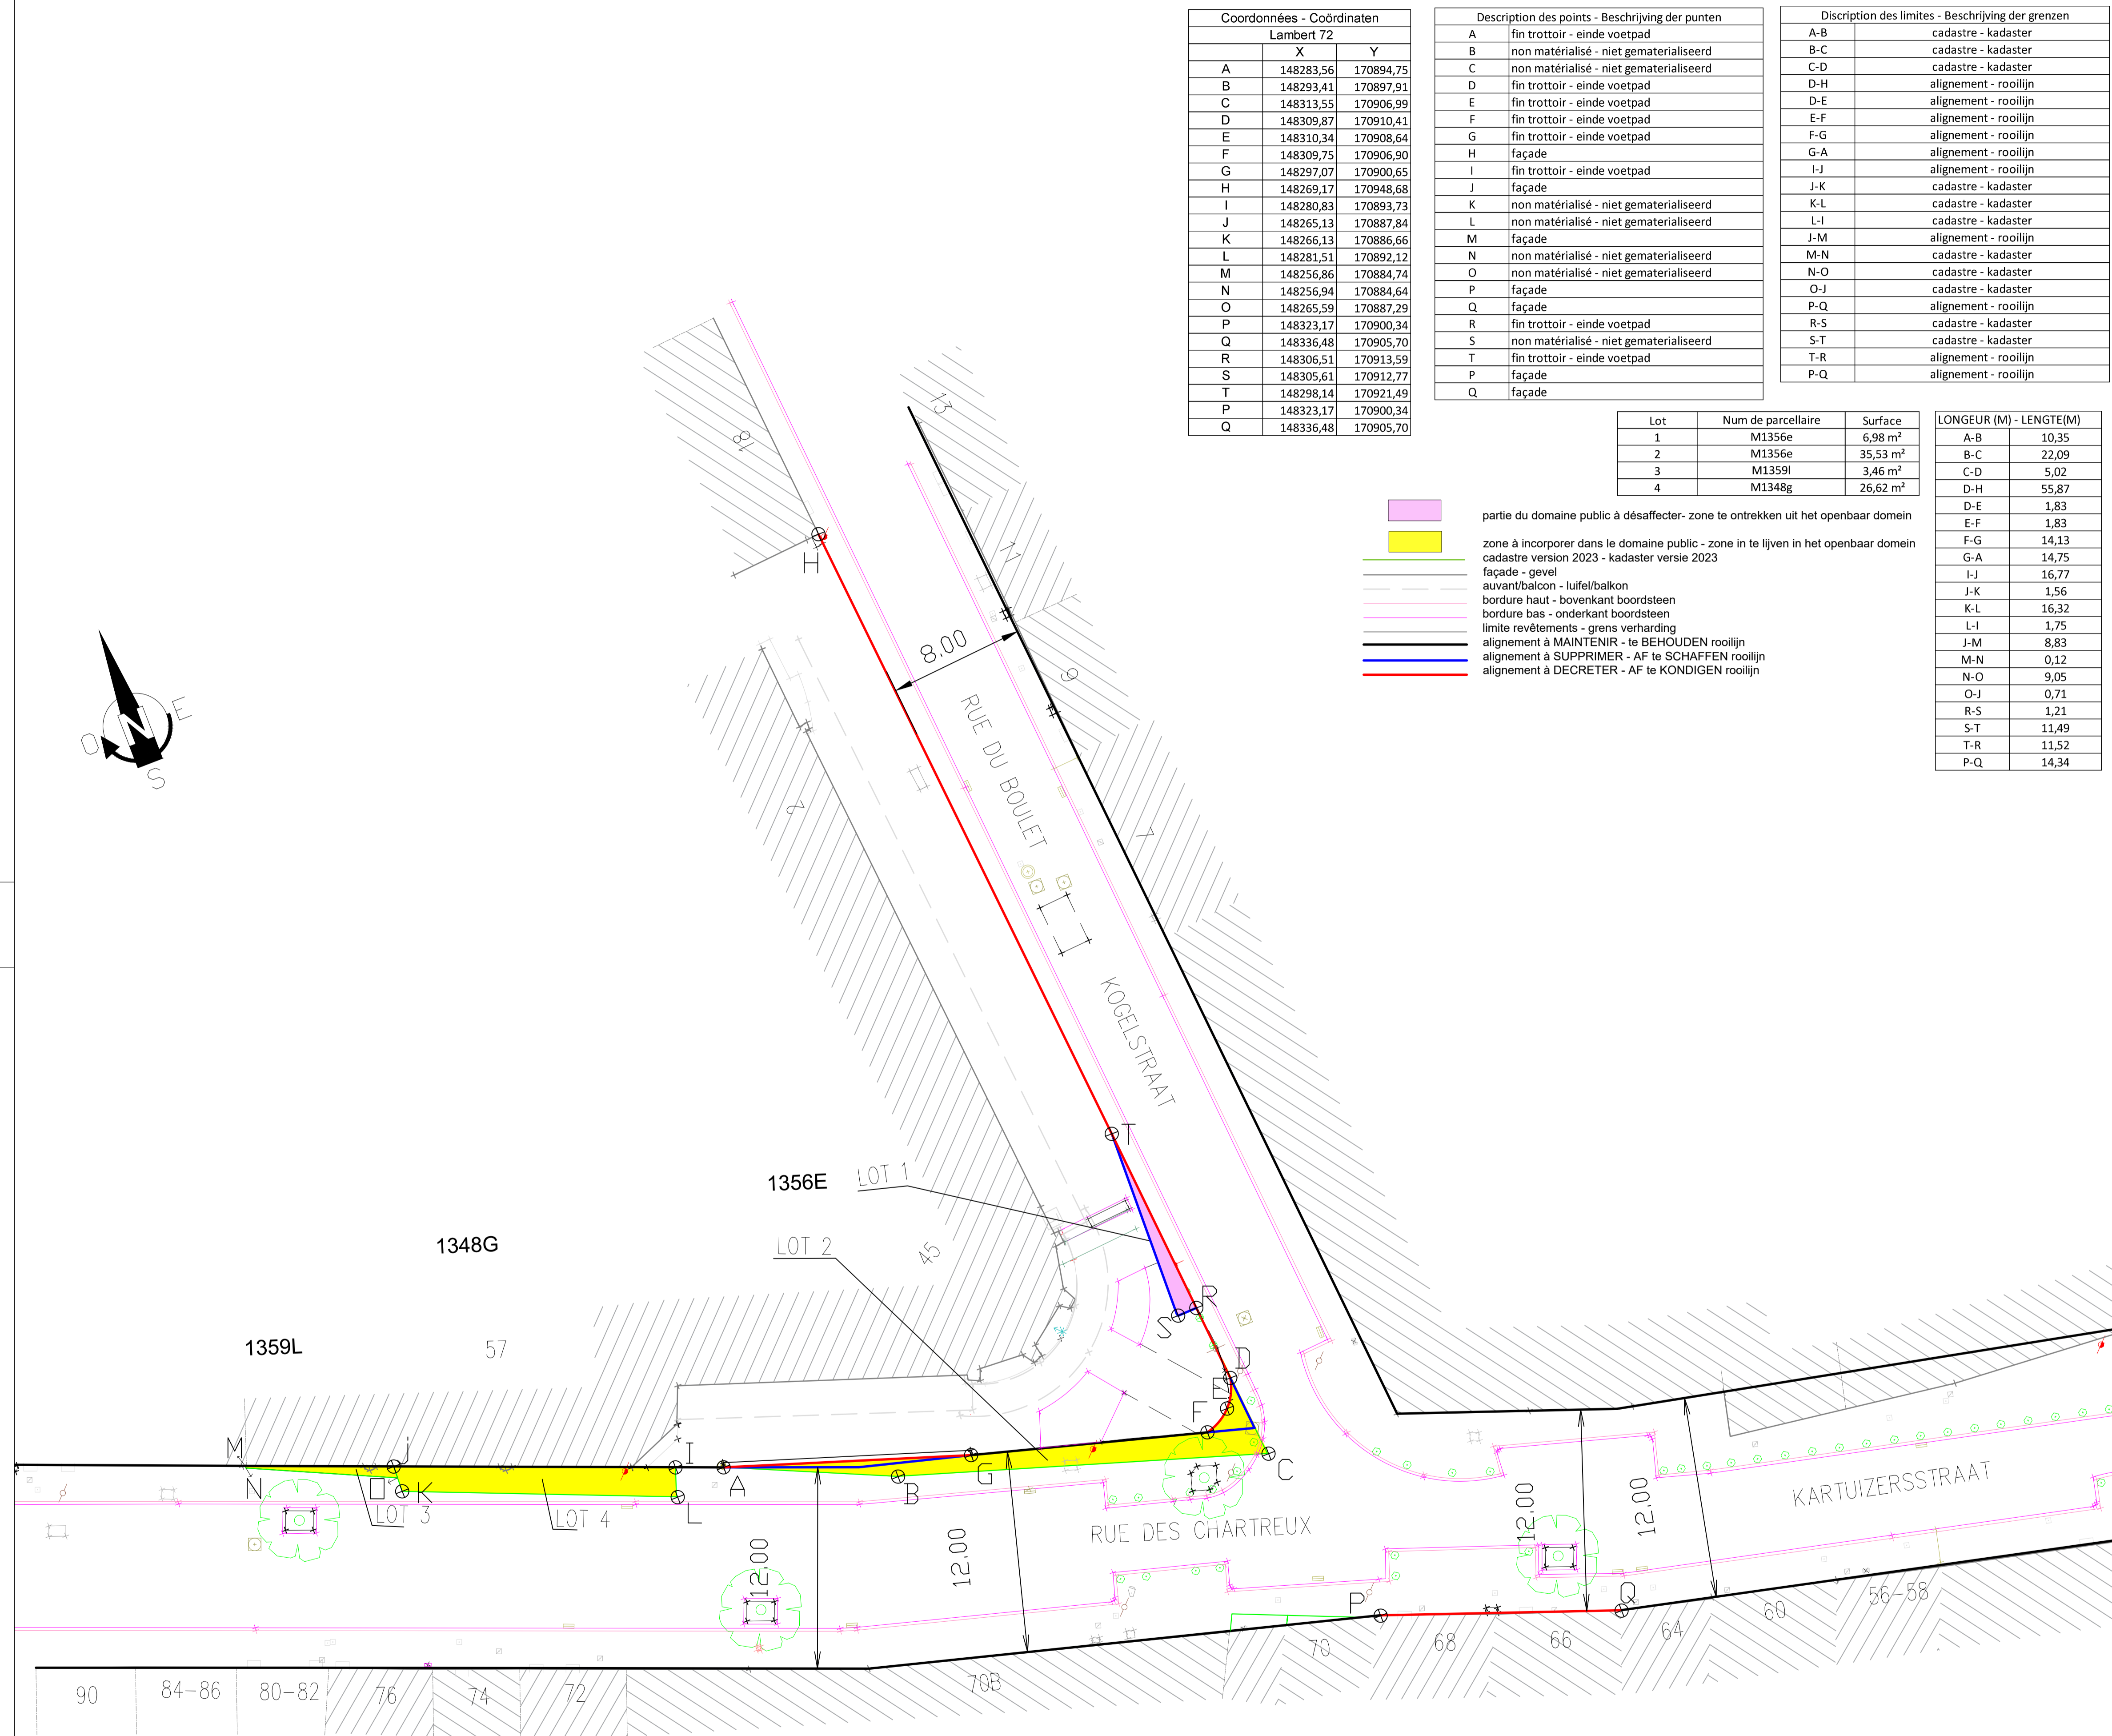 Coordonnées - Coördinaten
Lambert 72
X Y
A 148283,56 170894,75
B 148293,41 170897,91
C 148313,55 170906,99
D 148309,87 170910,41
E 148310,34 170908,64
F 148309,75 170906,90
G 148297,07 170900,65
H 148269,17 170948,68
I 148280,83 170893,73
J 148265,13 170887,84
K 148266,13 170886,66
L 148281,51 170892,12
M 148256,86 170884,74
N 148256,94 170884,64
O 148265,59 170887,29
P 148323,17 170900,34
Q 148336,48 170905,70
R 148306,51 170913,59
S 148305,61 170912,77
T 148298,14 170921,49
P 148323,17 170900,34
Q 148336,48 170905,70
Description des points - Beschrijving der punten
A fin trottoir - einde voetpad
B non matérialisé - niet gematerialiseerd
C non matérialisé - niet gematerialiseerd
D fin trottoir - einde voetpad
E fin trottoir - einde voetpad
F fin trottoir - einde voetpad
G fin trottoir - einde voetpad
H façade
I fin trottoir - einde voetpad
J façade
K non matérialisé - niet gematerialiseerd
L non matérialisé - niet gematerialiseerd
M façade
N non matérialisé - niet gematerialiseerd
O non matérialisé - niet gematerialiseerd
P façade
Q façade
R fin trottoir - einde voetpad
S non matérialisé - niet gematerialiseerd
T fin trottoir - einde voetpad
P façade
Q façade
Discription des limites - Beschrijving der grenzen
A-B cadastre - kadaster
B-C cadastre - kadaster
C-D cadastre - kadaster
D-H alignement - rooilijn
D-E alignement - rooilijn
E-F alignement - rooilijn
F-G alignement - rooilijn
G-A alignement - rooilijn
I-J alignement - rooilijn
J-K cadastre - kadaster
K-L cadastre - kadaster
L-I cadastre - kadaster
J-M alignement - rooilijn
M-N cadastre - kadaster
N-O cadastre - kadaster
O-J cadastre - kadaster
P-Q alignement - rooilijn
R-S cadastre - kadaster
S-T cadastre - kadaster
T-R alignement - rooilijn
P-Q alignement - rooilijn
Lot Num de parcellaire Surface
1 M1356e 6,98 m²
2 M1356e 35,53 m²
3 M1359l 3,46 m²
4 M1348g 26,62 m²
LONGEUR (M) - LENGTE(M)
A-B 10,35
B-C 22,09
C-D 5,02
D-H 55,87
D-E 1,83
E-F 1,83
F-G 14,13
G-A 14,75
I-J 16,77
J-K 1,56
K-L 16,32
L-I 1,75
J-M 8,83
M-N 0,12
N-O 9,05
O-J 0,71
R-S 1,21
S-T 11,49
T-R 11,52
P-Q 14,34
partie du domaine public à désaffecter- zone te ontrekken uit het openbaar domein
zone à incorporer dans le domaine public - zone in te lijven in het openbaar domein
cadastre version 2023 - kadaster versie 2023
façade - gevel
auvant/balcon - luifel/balkon
bordure haut - bovenkant boordsteen
bordure bas - onderkant boordsteen
limite revêtements - grens verharding
alignement à MAINTENIR - te BEHOUDEN rooilijn
alignement à SUPPRIMER - AF te SCHAFFEN rooilijn
alignement à DECRETER - AF te KONDIGEN rooilijn
13
18
11
H
8.00
9
E
O
S
N
RUE DU BOULET
2
7
KOGELSTRAAT
T
1356E
LOT 1
1348G
LOT 2
45
R
S
1359L
57
D
E
F
M
J
I
A
G
C
N
O
K
L
B
LOT 3
LOT 4
RUE DES CHARTREUX
KARTUIZERSSTRAAT
12.00
12.00
12.00
12.00
P
Q
90
84-86
80-82
76
74
72
70B
70
68
66
64
60
56-58